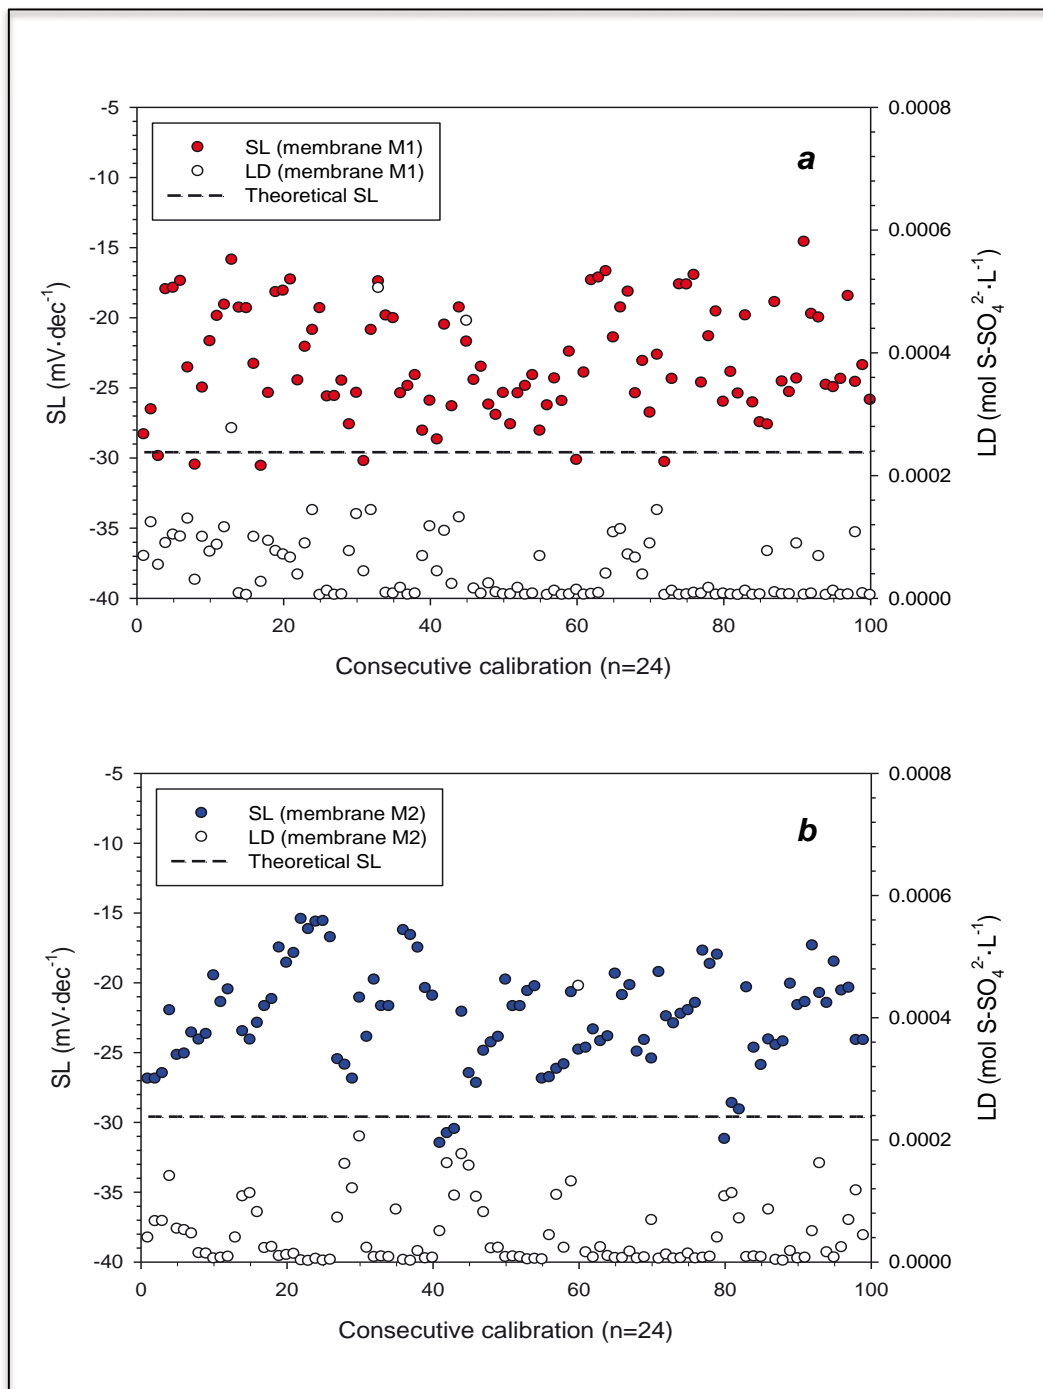 -5
-10
-15
-20
-25
-30
-35
-40
SL (mV·dec⁻¹)
SL (membrane M1)
LD (membrane M1)
Theoretical SL
a
0.0008
0.0006
0.0004
0.0002
0.0000
LD (mol S-SO₄²⁻·L⁻¹)
0 20 40 60 80 100
Consecutive calibration (n=24)
-5
-10
-15
-20
-25
-30
-35
-40
SL (mV·dec⁻¹)
SL (membrane M2)
LD (membrane M2)
Theoretical SL
b
0.0008
0.0006
0.0004
0.0002
0.0000
LD (mol S-SO₄²⁻·L⁻¹)
0 20 40 60 80 100
Consecutive calibration (n=24)